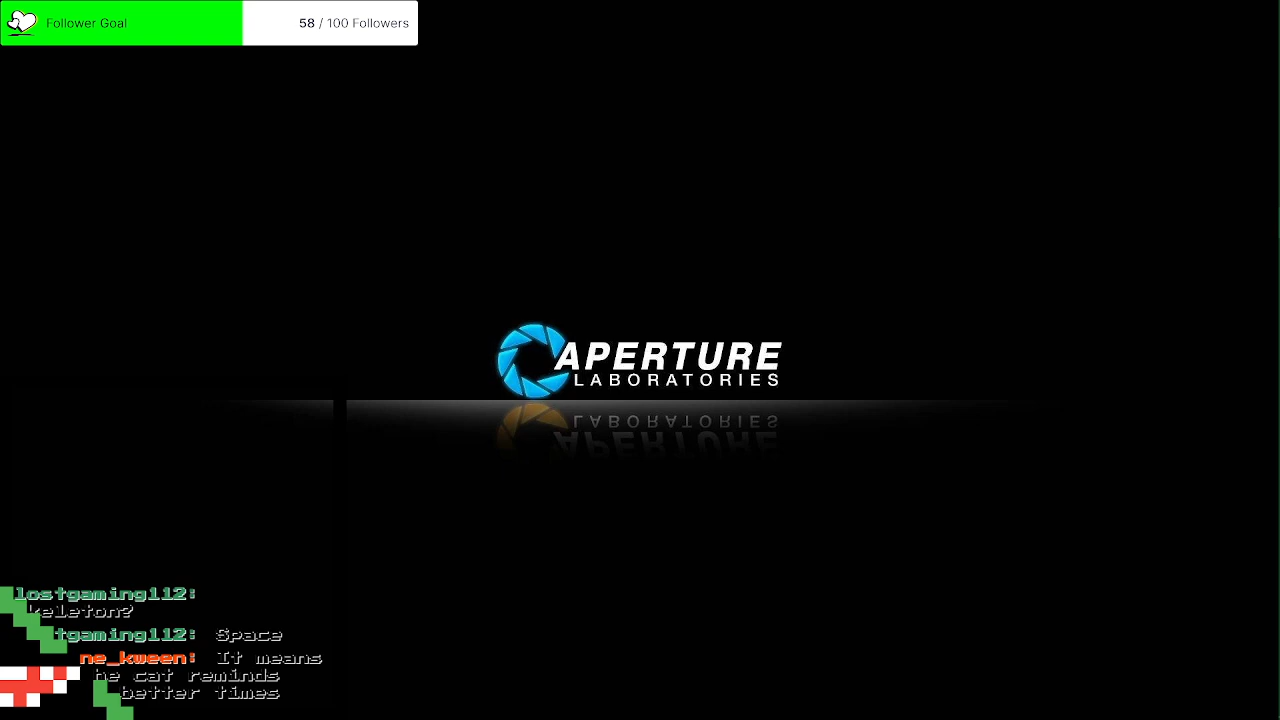 Follower Goal
58 / 100 Followers
APERTURE
LABORATORIES
LABORATORIES
APERTURE
lostgaming112:
keleton?
tgaming112: Space
ne_kween: It means
he cat reminds
better times